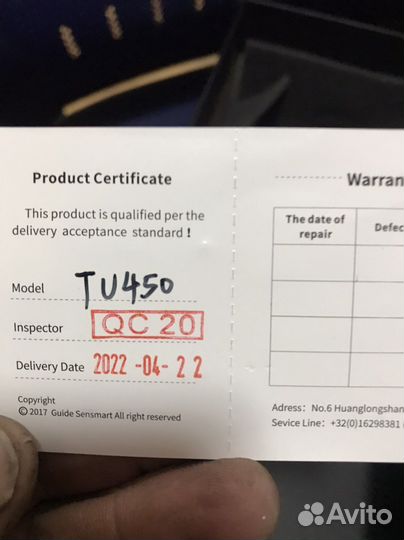 Product Certificate
This product is qualified per the
delivery acceptance standard !
Model TU450
Inspector QC 20
Delivery Date 2022-04-22
Copyright
© 2017 Guide Sensmart All right reserved
Warran
The date of
repair
Defec
Adress: No.6 Huanglongshan
Sevice Line: +32(0)16298381
Avito